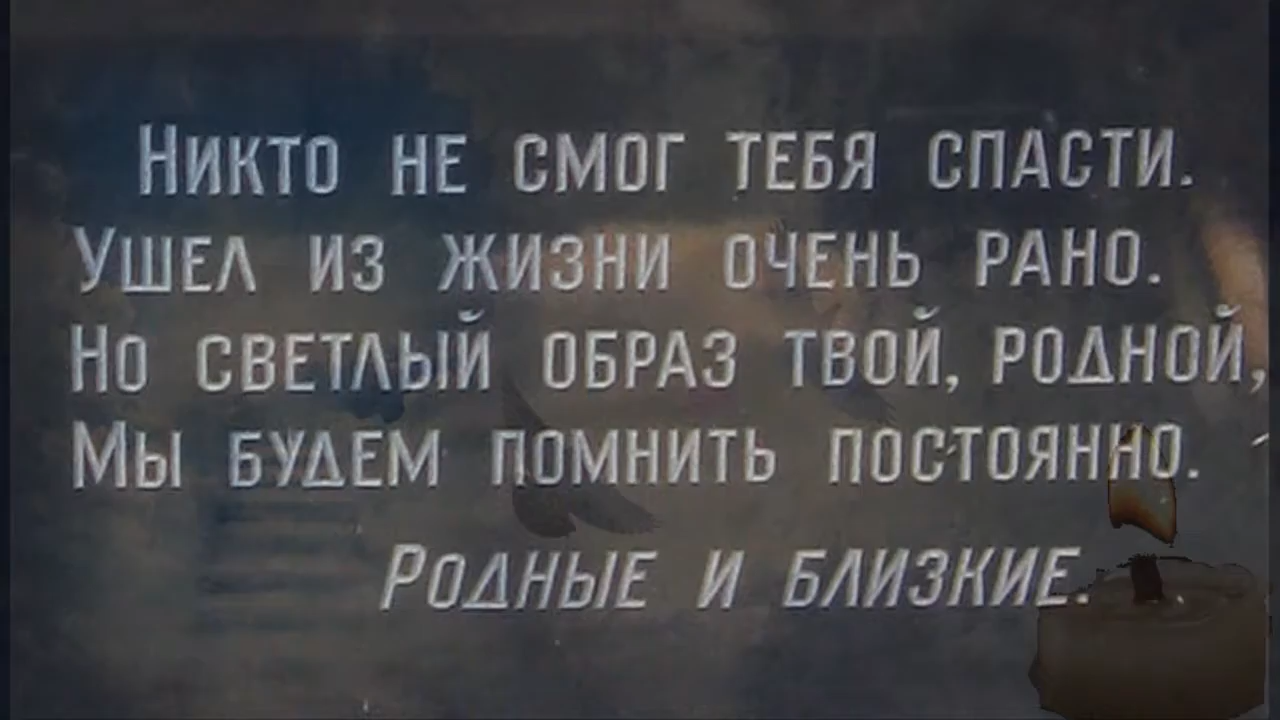 Никто не смог тебя спасти.
Ушел из жизни очень рано.
Но светлый образ твой, родной,
Мы будем помнить постоянно.
Родные и близкие.